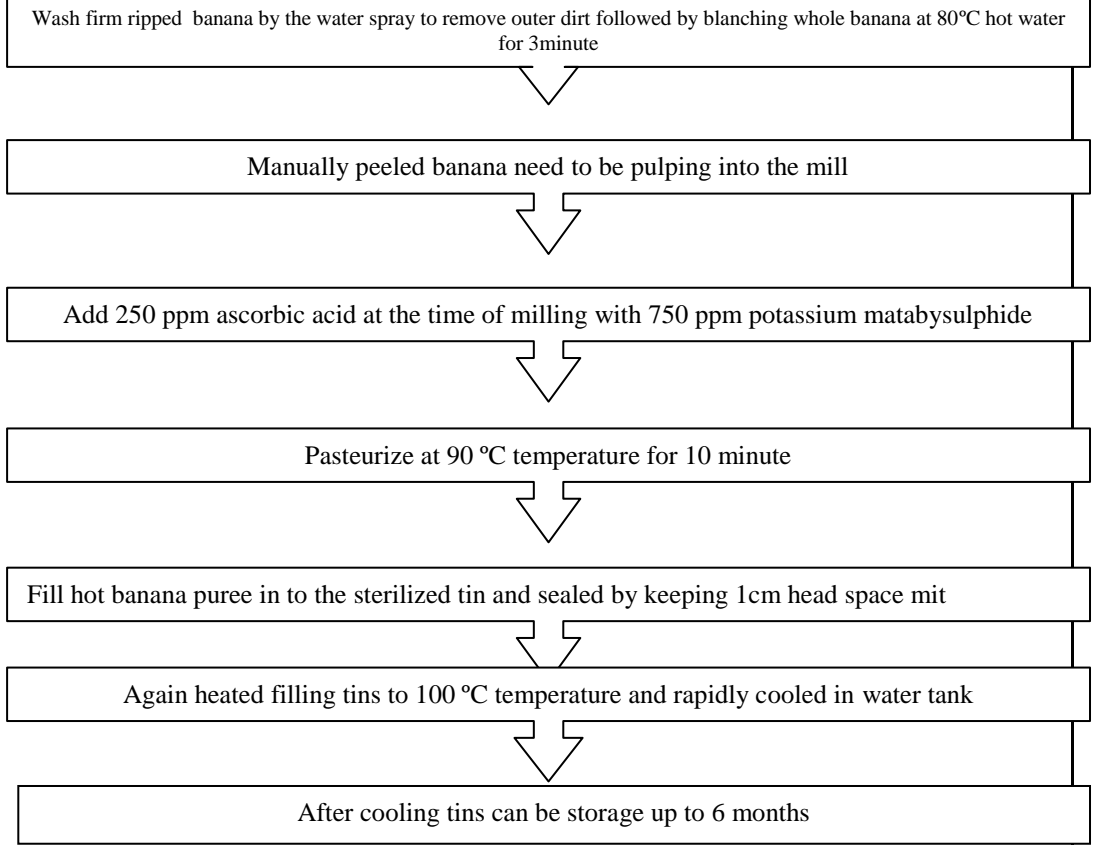 Wash firm ripped  banana by the water spray to remove outer dirt followed by blanching whole banana at 80ºC hot water
for 3minute
Manually peeled banana need to be pulping into the mill
Add 250 ppm ascorbic acid at the time of milling with 750 ppm potassium matabysulphide
Pasteurize at 90 ºC temperature for 10 minute
Fill hot banana puree in to the sterilized tin and sealed by keeping 1cm head space mit
Again heated filling tins to 100 ºC temperature and rapidly cooled in water tank
After cooling tins can be storage up to 6 months